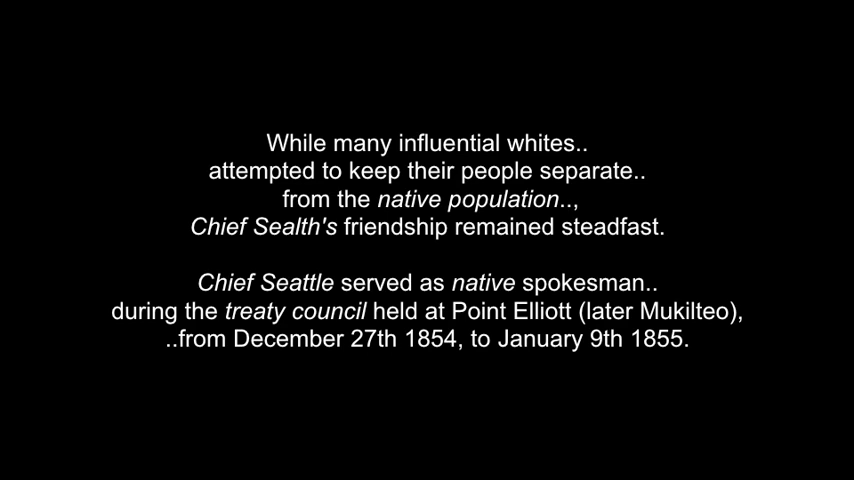 While many influential whites..
attempted to keep their people separate..
from the native population..,
Chief Sealth's friendship remained steadfast.
Chief Seattle served as native spokesman..
during the treaty council held at Point Elliott (later Mukilteo),
..from December 27th 1854, to January 9th 1855.